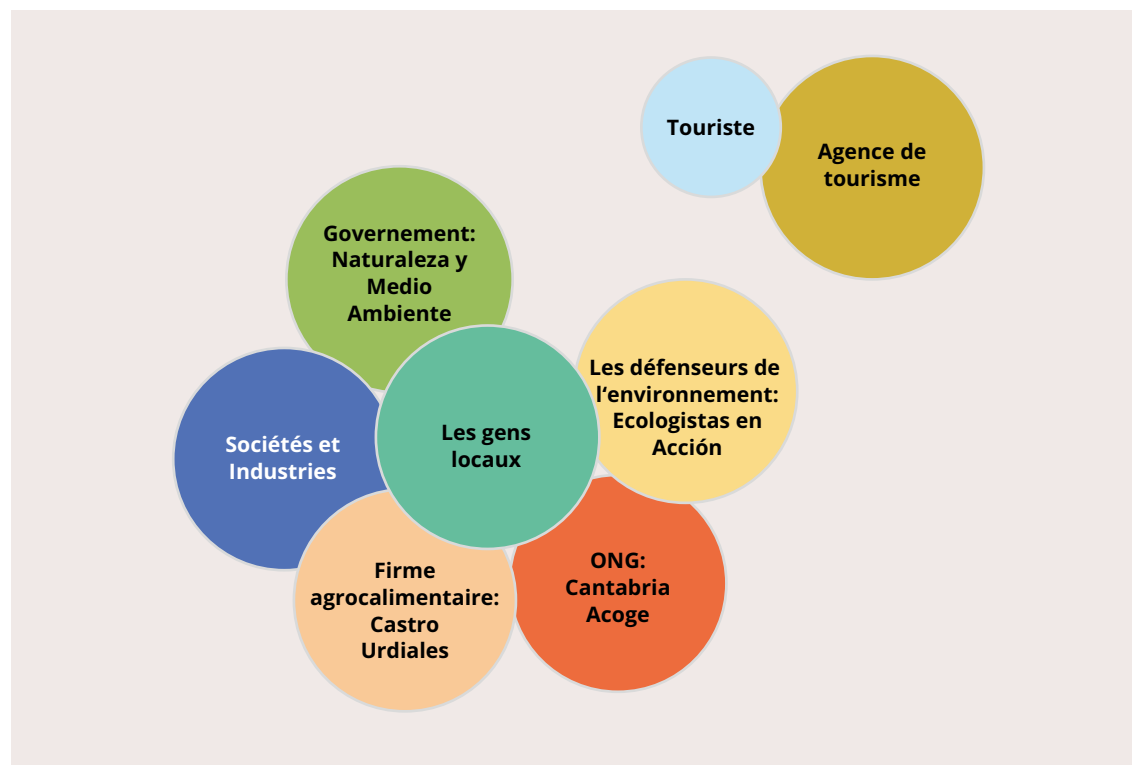 Touriste
Agence de
tourisme
Governement:
Naturaleza y
Medio
Ambiente
Les défenseurs de
l‘environnement:
Ecologistas en
Acción
Les gens
locaux
Sociétés et
Industries
Firme
agrocalimentaire:
Castro
Urdiales
ONG:
Cantabria
Acoge